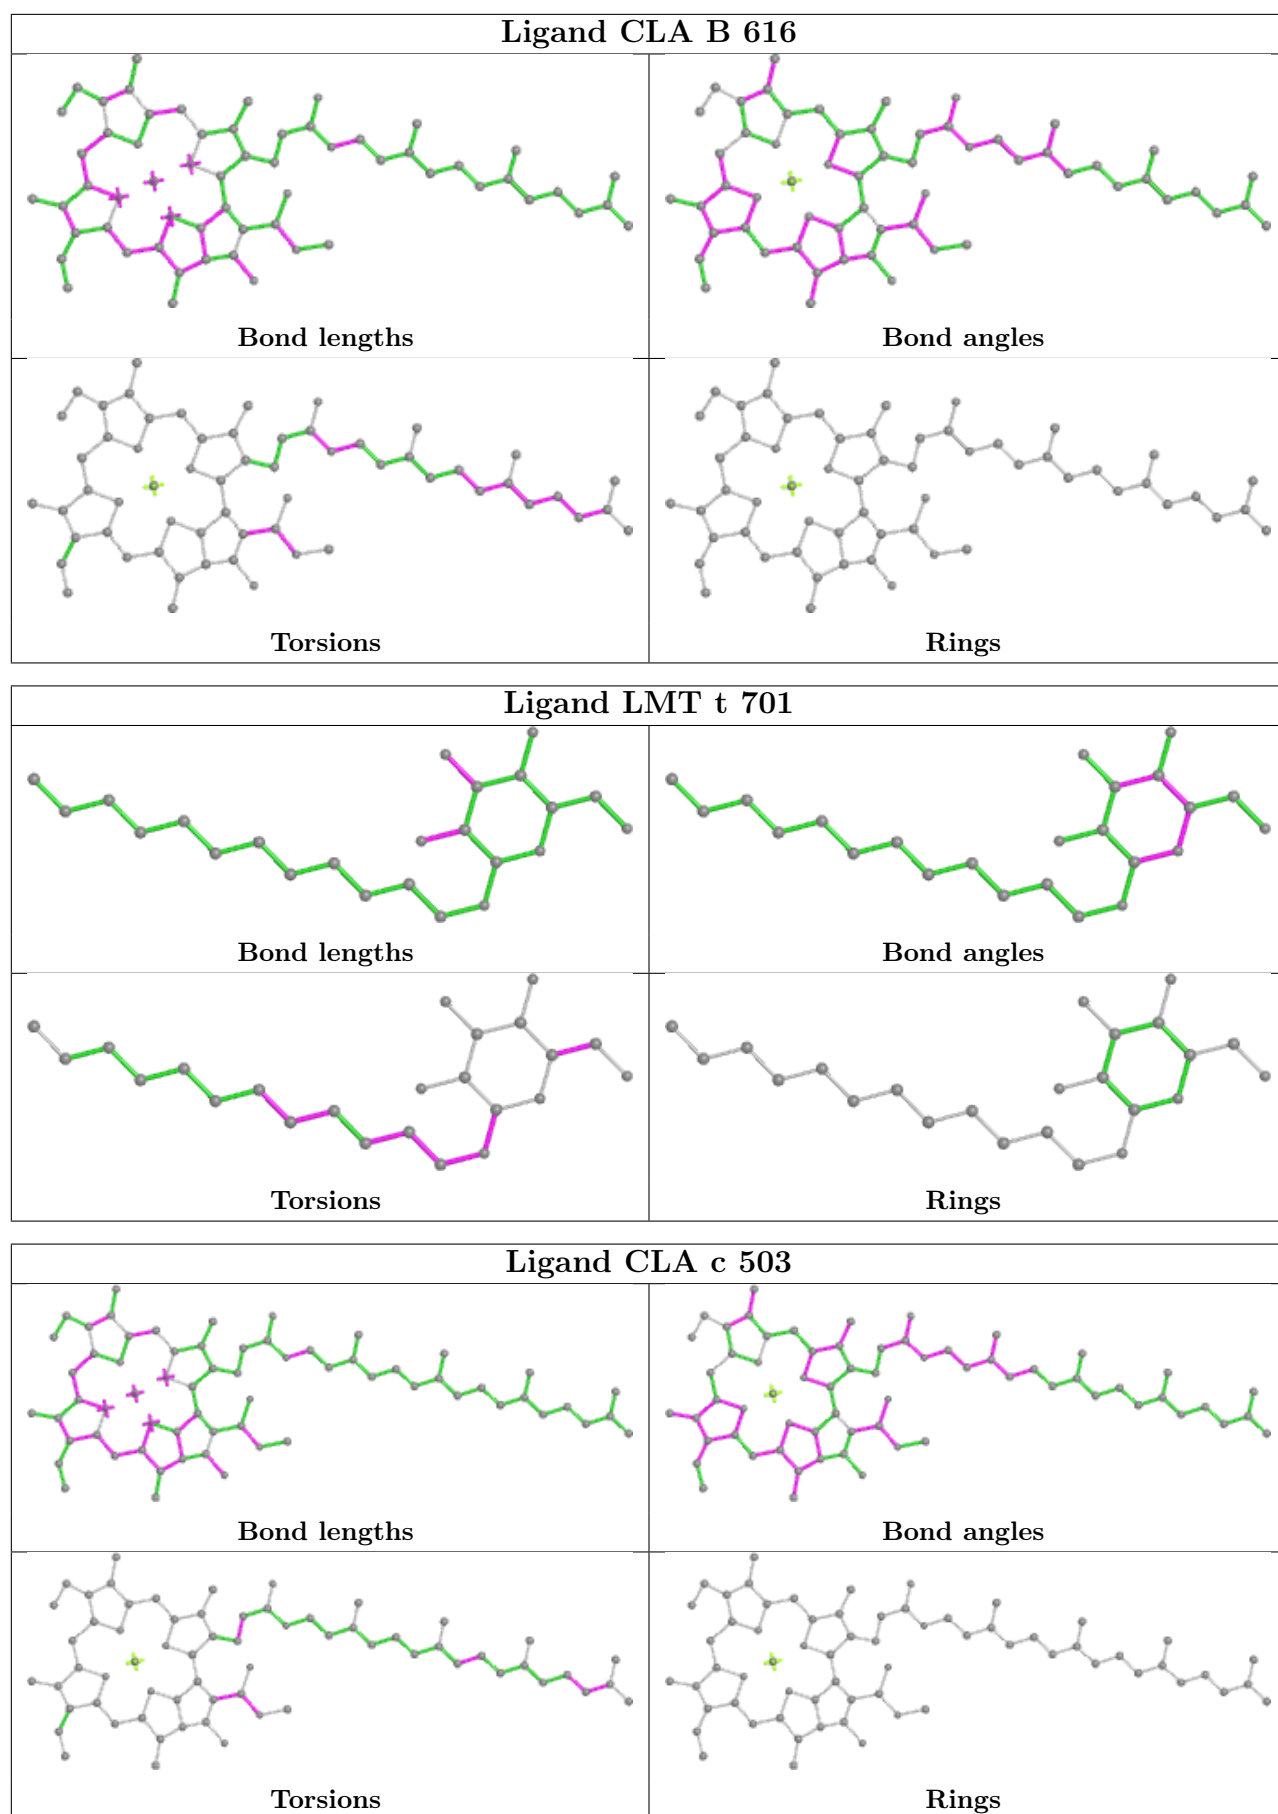 Ligand CLA B 616
Bond lengths
Bond angles
Torsions
Rings
Ligand LMT t 701
Bond lengths
Bond angles
Torsions
Rings
Ligand CLA c 503
Bond lengths
Bond angles
Torsions
Rings